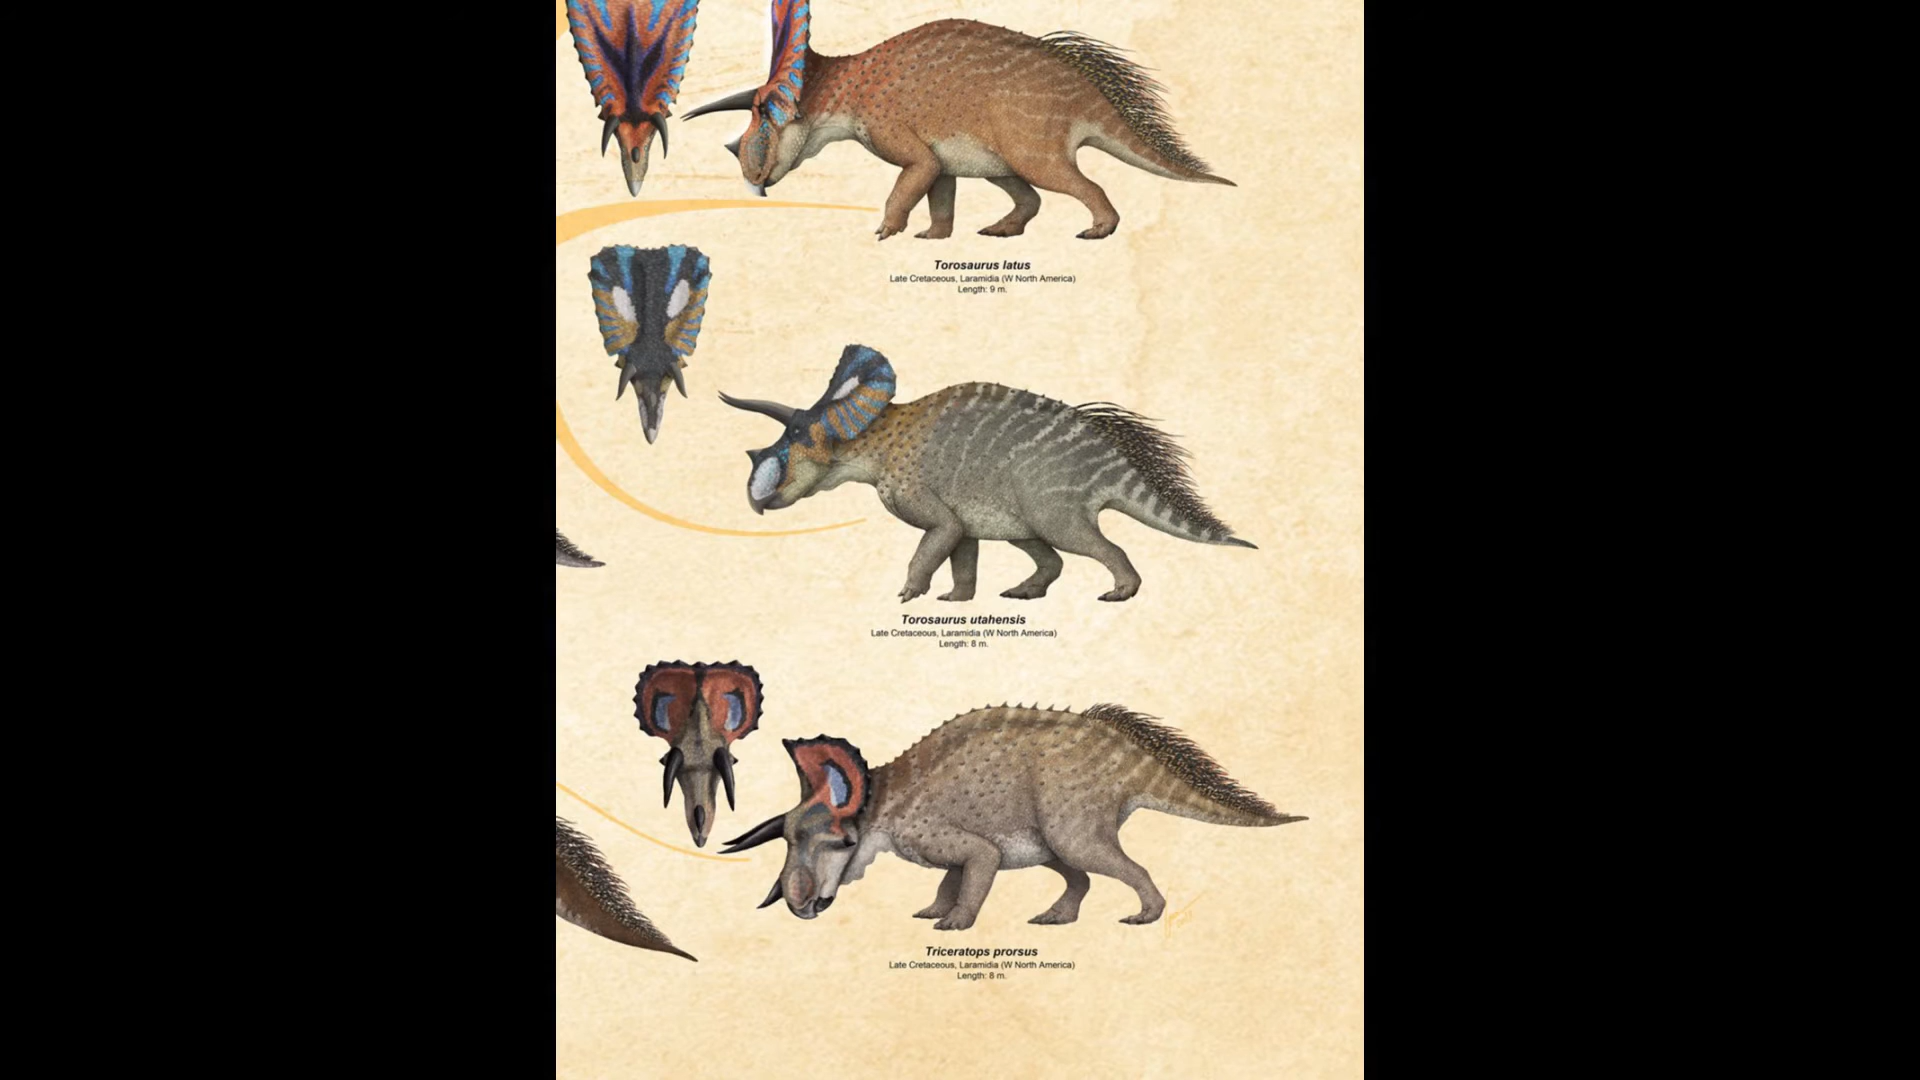 Torosaurus latus
Late Cretaceous, Laramidia (W North America)
Length: 9 m.
Torosaurus utahensis
Late Cretaceous, Laramidia (W North America)
Length: 8 m.
Triceratops prorsus
Late Cretaceous, Laramidia (W North America)
Length: 8 m.